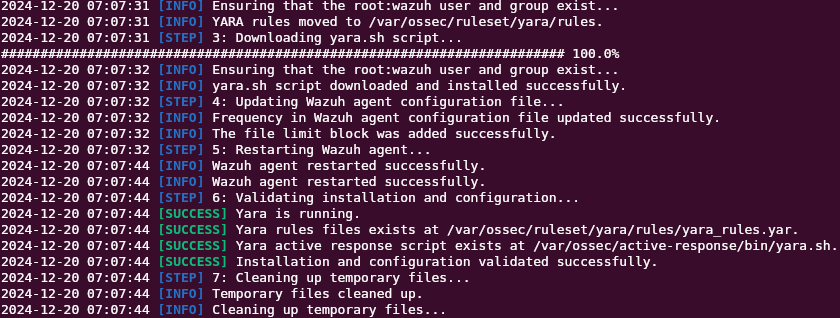 2024-12-20 07:07:31 [INFO] Ensuring that the root:wazuh user and group exist...
2024-12-20 07:07:31 [INFO] YARA rules moved to /var/ossec/ruleset/yara/rules.
2024-12-20 07:07:31 [STEP] 3: Downloading yara.sh script...
######################################################################## 100.0%
2024-12-20 07:07:32 [INFO] Ensuring that the root:wazuh user and group exist...
2024-12-20 07:07:32 [INFO] yara.sh script downloaded and installed successfully.
2024-12-20 07:07:32 [STEP] 4: Updating Wazuh agent configuration file...
2024-12-20 07:07:32 [INFO] Frequency in Wazuh agent configuration file updated successfully.
2024-12-20 07:07:32 [INFO] The file limit block was added successfully.
2024-12-20 07:07:32 [STEP] 5: Restarting Wazuh agent...
2024-12-20 07:07:44 [INFO] Wazuh agent restarted successfully.
2024-12-20 07:07:44 [INFO] Wazuh agent restarted successfully.
2024-12-20 07:07:44 [STEP] 6: Validating installation and configuration...
2024-12-20 07:07:44 [SUCCESS] Yara is running.
2024-12-20 07:07:44 [SUCCESS] Yara rules files exists at /var/ossec/ruleset/yara/rules/yara_rules.yar.
2024-12-20 07:07:44 [SUCCESS] Yara active response script exists at /var/ossec/active-response/bin/yara.sh.
2024-12-20 07:07:44 [SUCCESS] Installation and configuration validated successfully.
2024-12-20 07:07:44 [STEP] 7: Cleaning up temporary files...
2024-12-20 07:07:44 [INFO] Temporary files cleaned up.
2024-12-20 07:07:44 [INFO] Cleaning up temporary files...